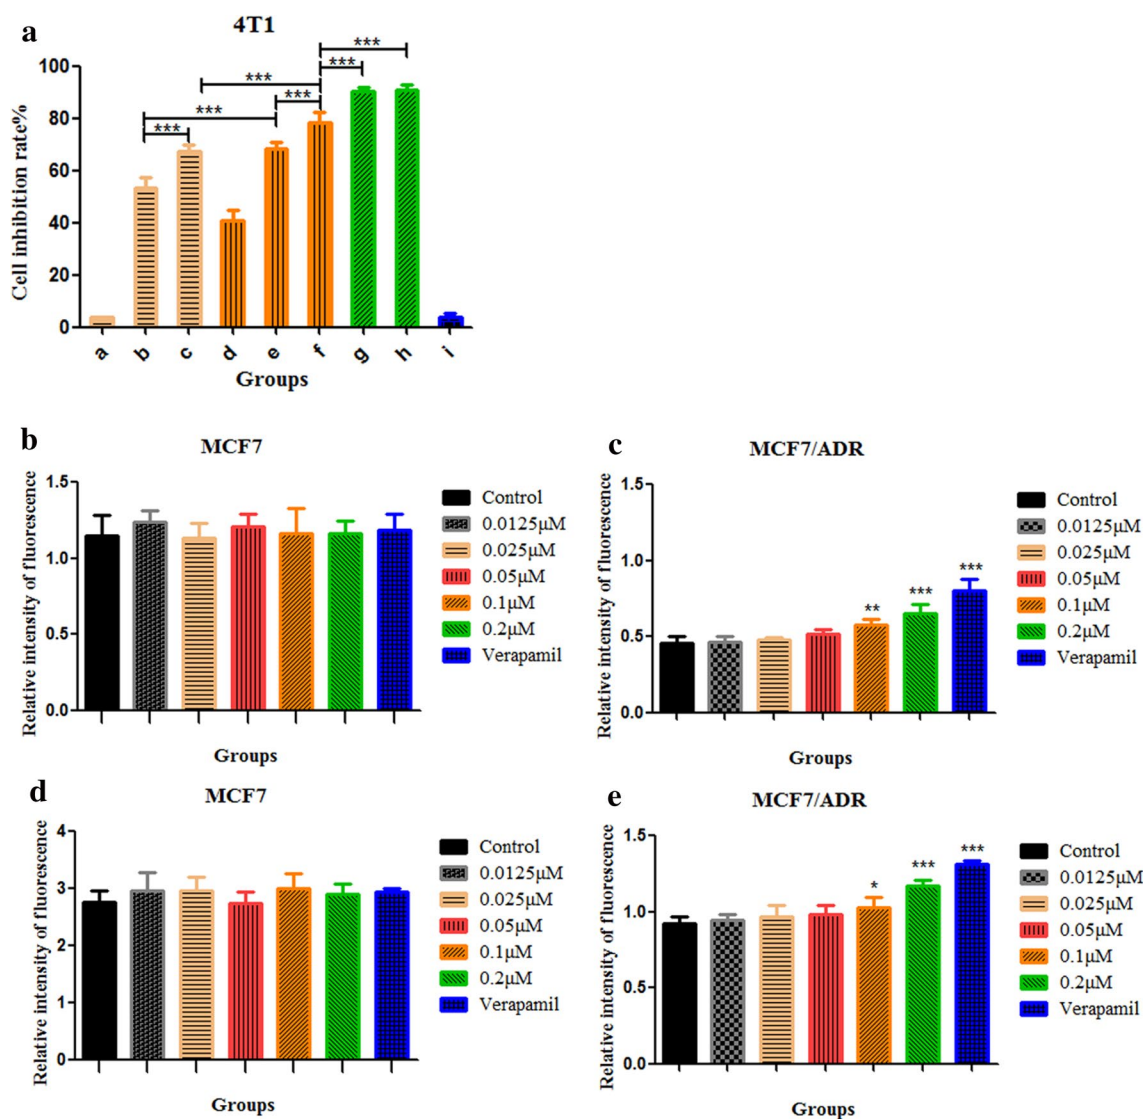 a
4T1
Cell inhibition rate%
100
80
60
40
20
0
***
***
***
***
***
***
a b c d e f g h i
Groups
b
MCF7
Relative intensity of fluorescence
1.5
1.0
0.5
0.0
Groups
Control
0.0125μM
0.025μM
0.05μM
0.1μM
0.2μM
Verapamil
c
MCF7/ADR
Relative intensity of fluorescence
1.5
1.0
0.5
0.0
** *** ***
Groups
Control
0.0125μM
0.025μM
0.05μM
0.1μM
0.2μM
Verapamil
d
MCF7
Relative intensity of fluorescence
4
3
2
1
0
Groups
Control
0.0125μM
0.025μM
0.05μM
0.1μM
0.2μM
Verapamil
e
MCF7/ADR
Relative intensity of fluorescence
1.5
1.0
0.5
0.0
* *** ***
Groups
Control
0.0125μM
0.025μM
0.05μM
0.1μM
0.2μM
Verapamil